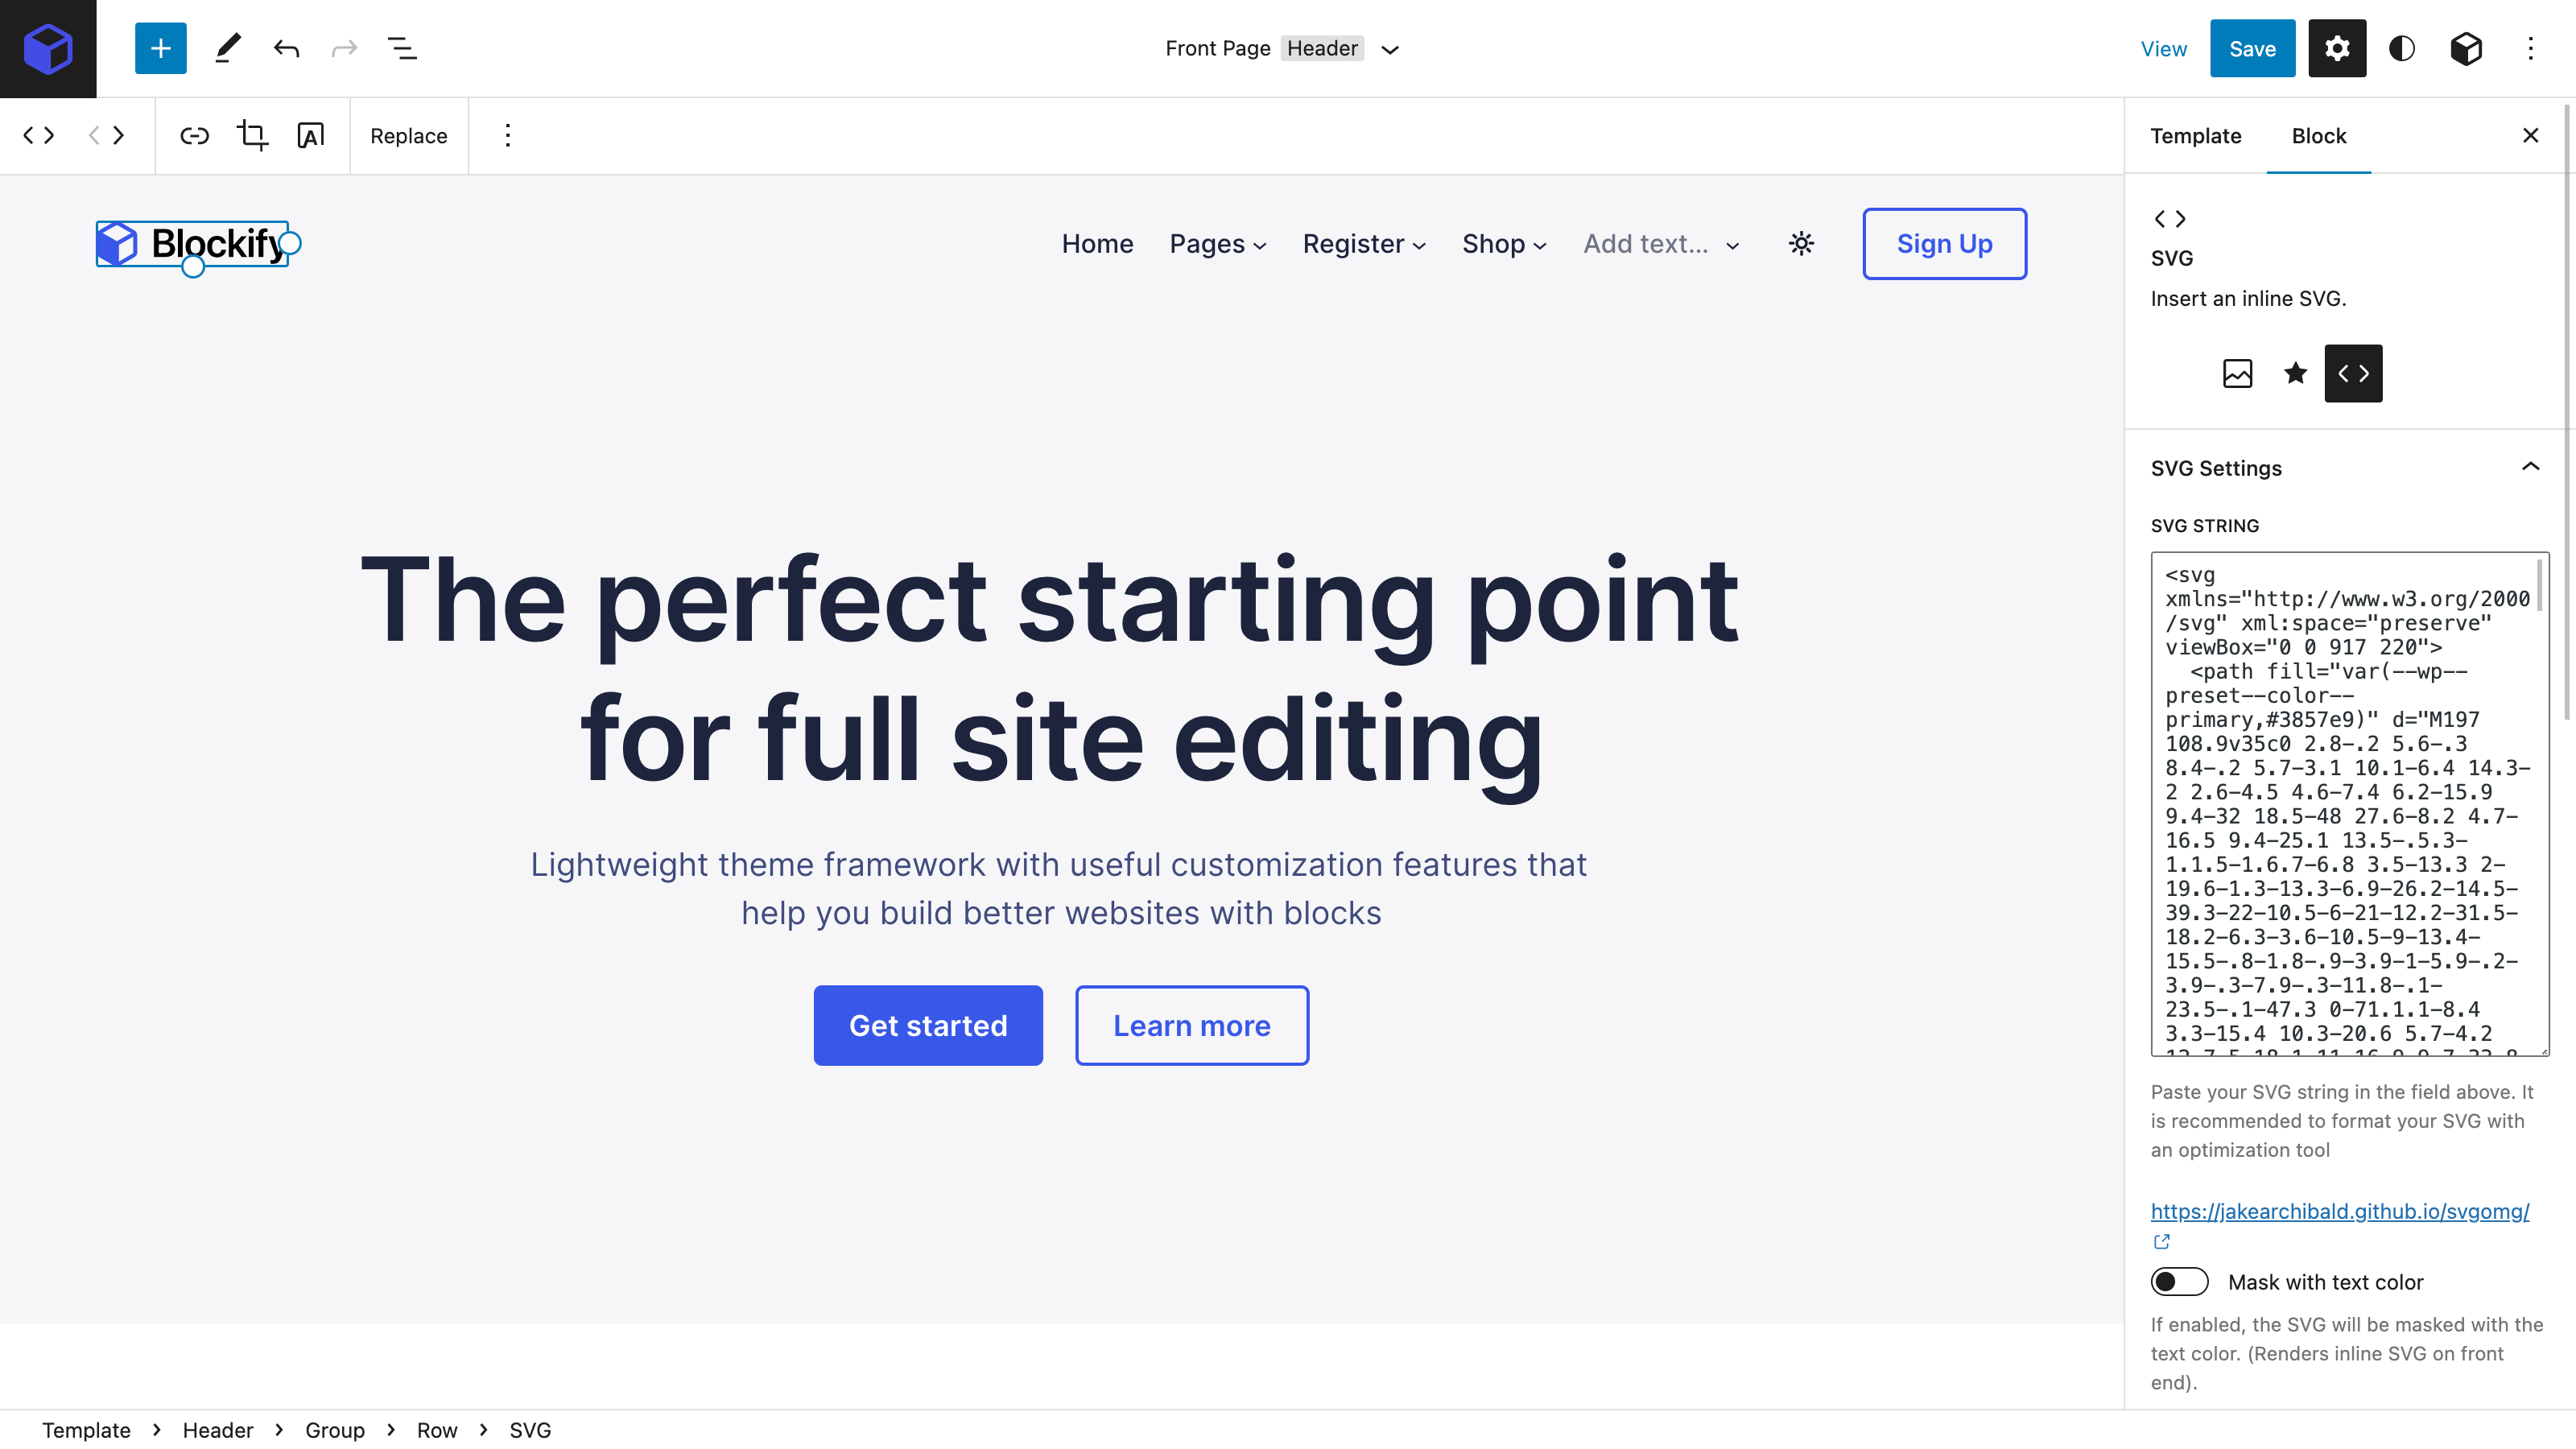 Front Page Header
View
Save
Replace
Template
Block
Blockify
Home
Pages
Register
Shop
Add text...
Sign Up
SVG
Insert an inline SVG.
The perfect starting point
for full site editing
Lightweight theme framework with useful customization features that
help you build better websites with blocks
Get started
Learn more
SVG Settings
SVG STRING
<svg
xmlns="http://www.w3.org/2000
/svg" xml:space="preserve"
viewBox="0 0 917 220">
<path fill="var(--wp--
preset--color--
primary,#3857e9)" d="M197
108.9v35c0 2.8-.2 5.6-.3
8.4-.2 5.7-3.1 10.1-6.4 14.3-
2 2.6-4.5 4.6-7.4 6.2-15.9
9.4-32 18.5-48 27.6-8.2 4.7-
16.5 9.4-25.1 13.5-.5.3-
1.1.5-1.6.7-6.8 3.5-13.3 2-
19.6-1.3-13.3-6.9-26.2-14.5-
39.3-22-10.5-6-21-12.2-31.5-
18.2-6.3-3.6-10.5-9-13.4-
15.5-.8-1.8-.9-3.9-1-5.9-.2-
3.9-.3-7.9-.3-11.8-.1-
23.5-.1-47.3 0-71.1.1-8.4
3.3-15.4 10.3-20.6 5.7-4.2
Paste your SVG string in the field above. It
is recommended to format your SVG with
an optimization tool
https://jakearchibald.github.io/svgomg/
Mask with text color
If enabled, the SVG will be masked with the
text color. (Renders inline SVG on front
end).
Template
Header
Group
Row
SVG